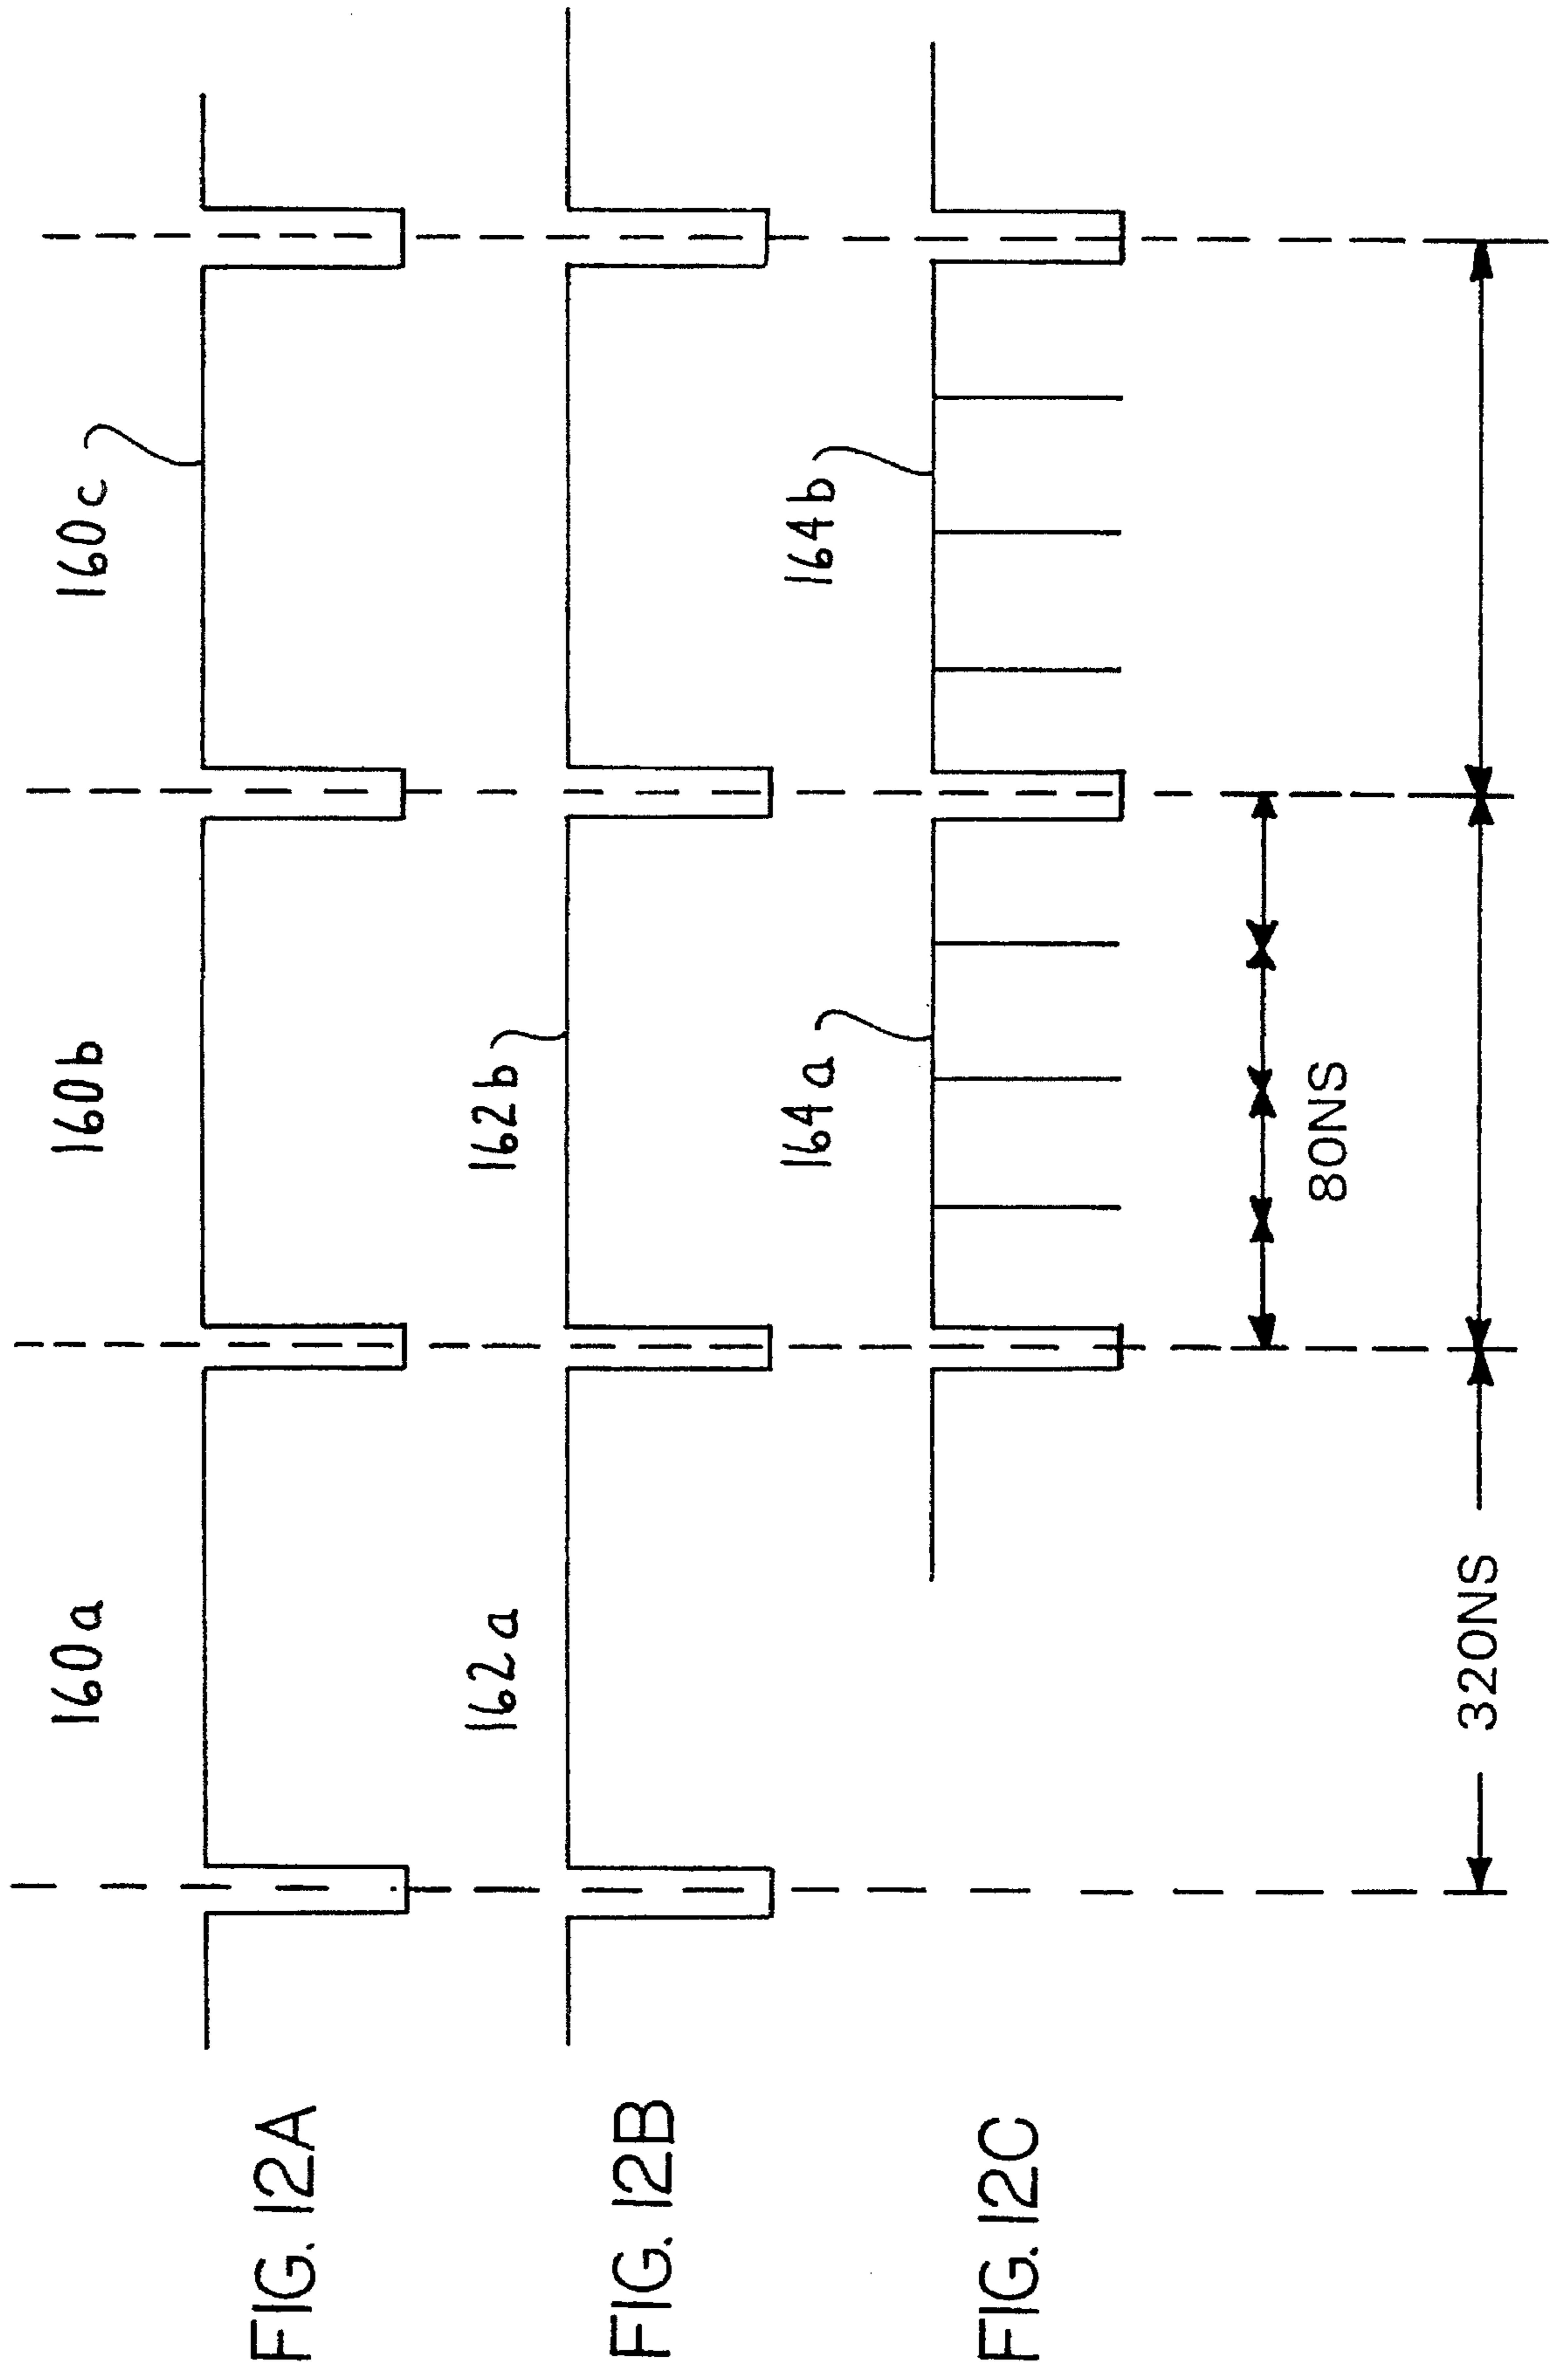 160a
160b
160c
FIG. 12A
162a
162b
FIG. 12B
164a
164b
FIG. 12C
80NS
320NS